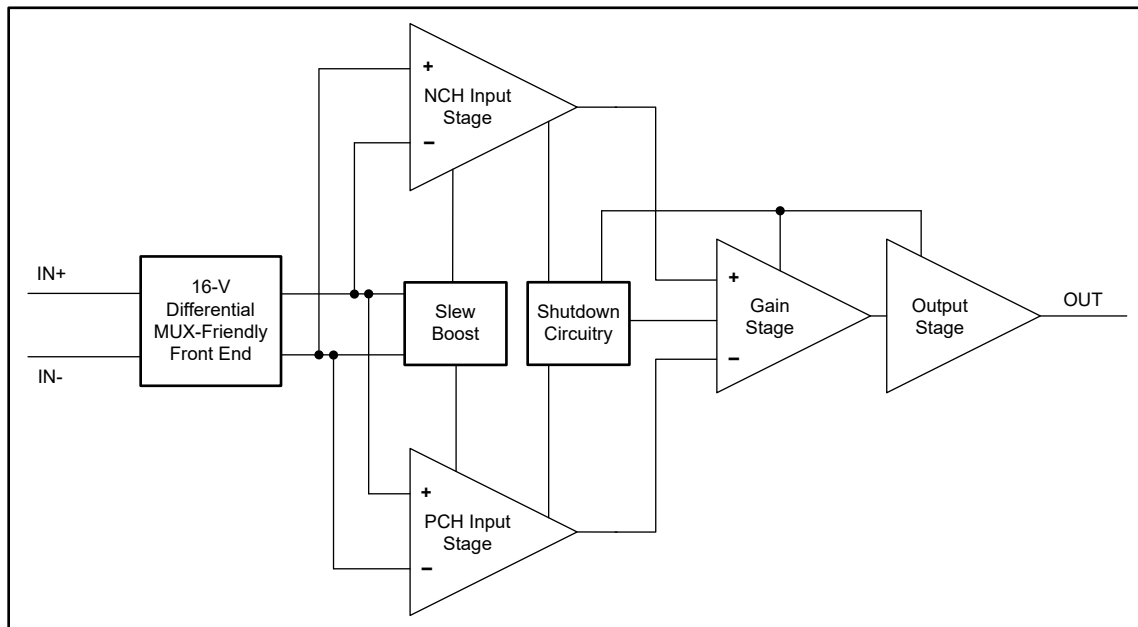 +
NCH Input
Stage
−
IN+
IN-
16-V
Differential
MUX-Friendly
Front End
Slew
Boost
Shutdown
Circuitry
+
Gain
Stage
−
Output
Stage
OUT
+
PCH Input
Stage
−